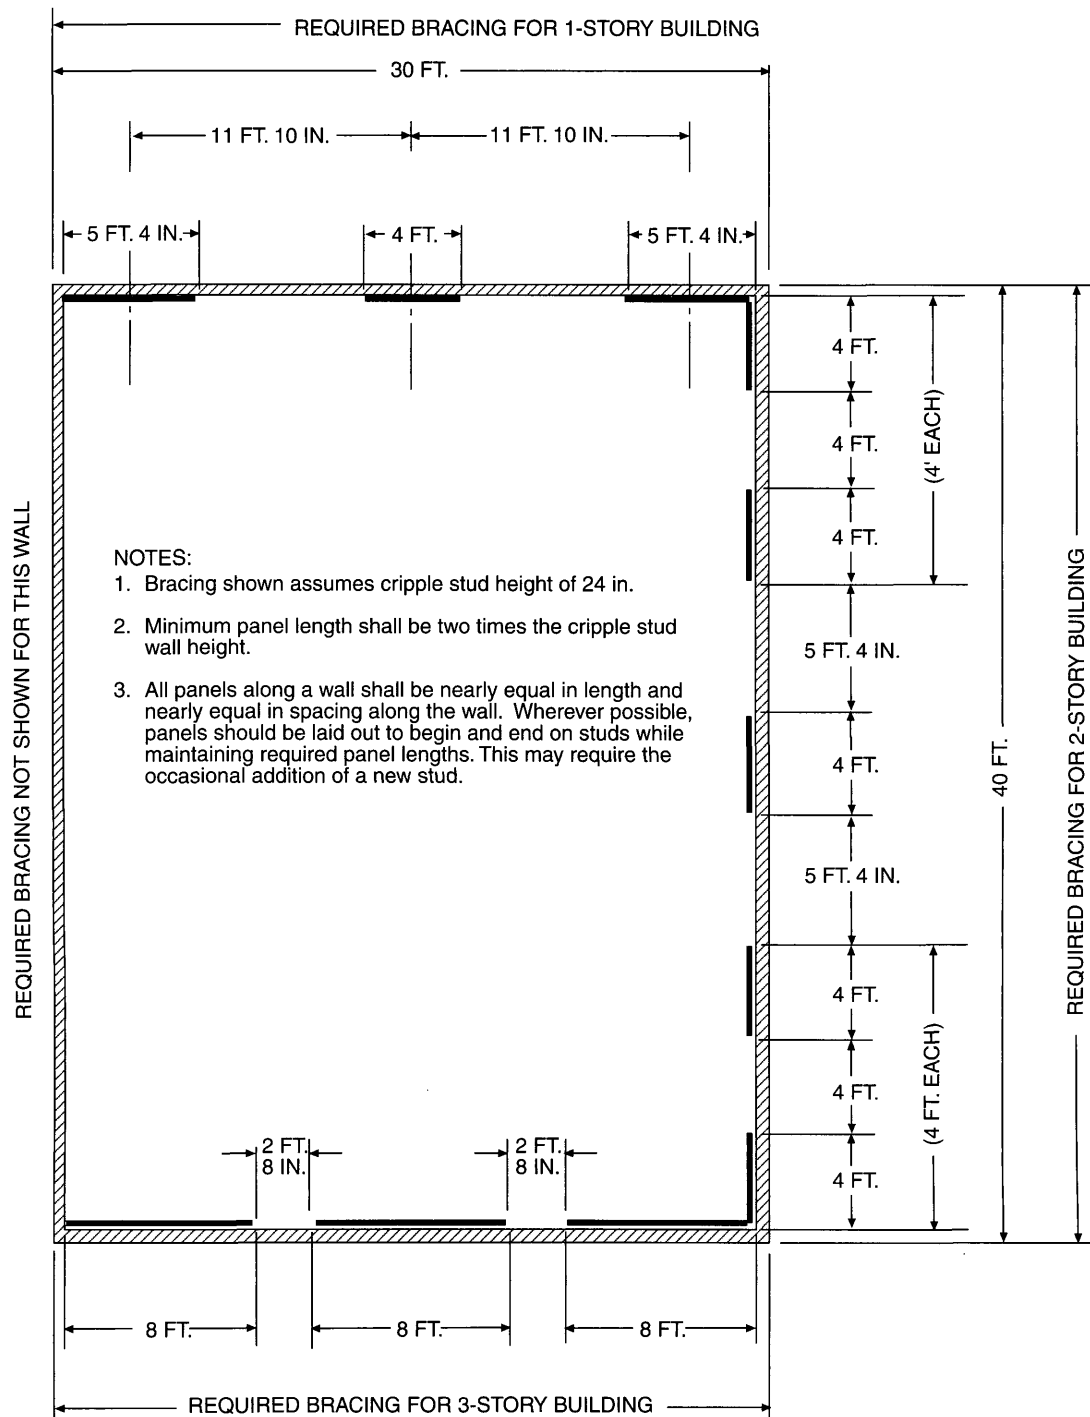 REQUIRED BRACING FOR 1-STORY BUILDING
30 FT.
11 FT. 10 IN.
11 FT. 10 IN.
5 FT. 4 IN.
4 FT.
5 FT. 4 IN.
4 FT.
4 FT.
4 FT.
(4' EACH)
5 FT. 4 IN.
4 FT.
5 FT. 4 IN.
4 FT.
4 FT.
4 FT.
(4 FT. EACH)
40 FT.
REQUIRED BRACING FOR 2-STORY BUILDING
REQUIRED BRACING NOT SHOWN FOR THIS WALL
NOTES:
1. Bracing shown assumes cripple stud height of 24 in.
2. Minimum panel length shall be two times the cripple stud
wall height.
3. All panels along a wall shall be nearly equal in length and
nearly equal in spacing along the wall. Wherever possible,
panels should be laid out to begin and end on studs while
maintaining required panel lengths. This may require the
occasional addition of a new stud.
2 FT.
8 IN.
2 FT.
8 IN.
8 FT.
8 FT.
8 FT.
REQUIRED BRACING FOR 3-STORY BUILDING